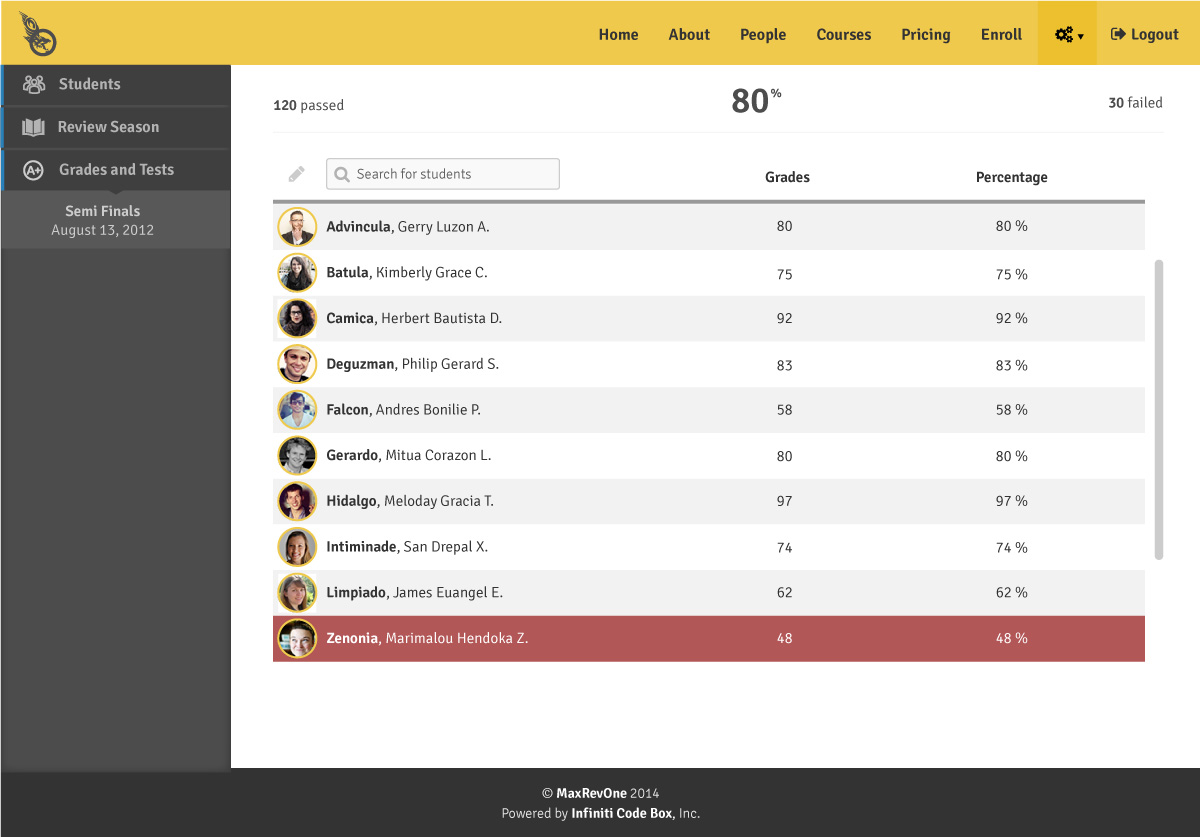 Home About People Courses Pricing Enroll Logout
Students
Review Season
A+ Grades and Tests
Semi Finals
August 13, 2012
120 passed 80% 30 failed
Search for students Grades Percentage
Advincula, Gerry Luzon A. 80 80 %
Batula, Kimberly Grace C. 75 75 %
Camica, Herbert Bautista D. 92 92 %
Deguzman, Philip Gerard S. 83 83 %
Falcon, Andres Bonilie P. 58 58 %
Gerardo, Mitua Corazon L. 80 80 %
Hidalgo, Meloday Gracia T. 97 97 %
Intiminade, San Drepal X. 74 74 %
Limpiado, James Euangel E. 62 62 %
Zenonia, Marimalou Hendoka Z. 48 48 %
© MaxRevOne 2014
Powered by Infiniti Code Box, Inc.